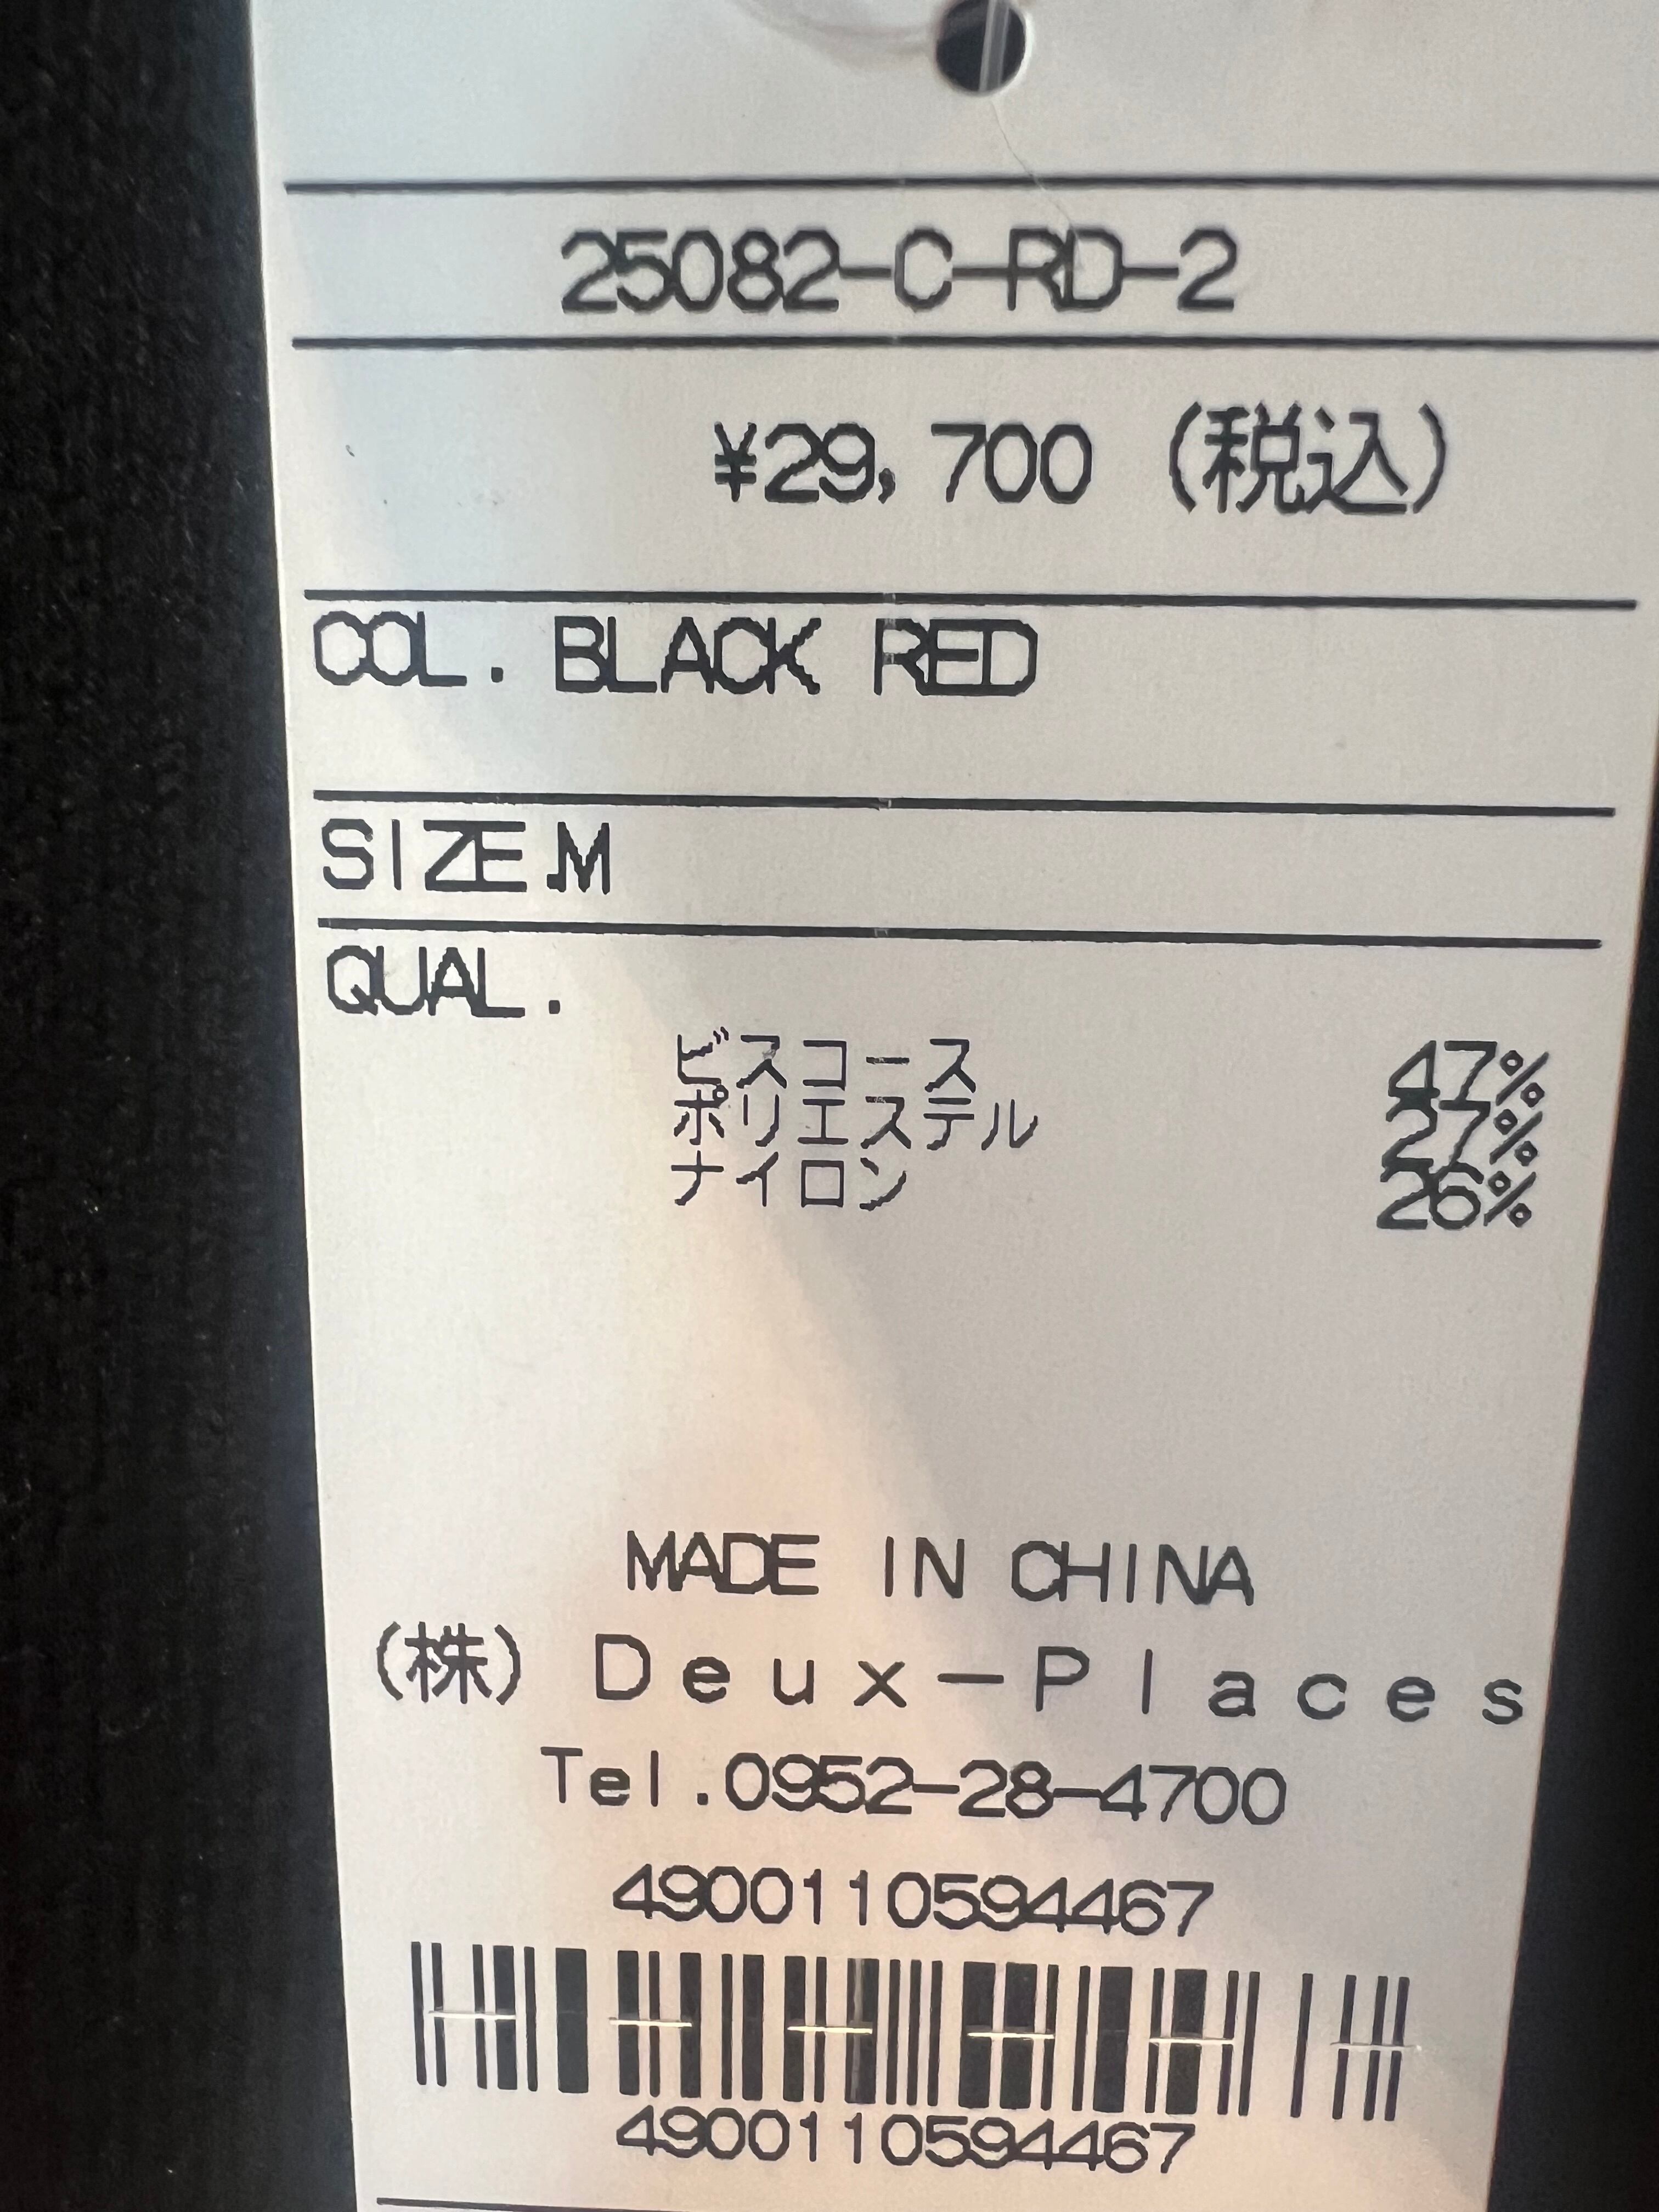 25082-C-RD-2
¥29,700 (税込)
COL. BLACK RED
SIZE.M
QUAL.
ビスコース 47%
ポリエステル 27%
ナイロン 26%
MADE IN CHINA
(株) Deux-Places
Tel.0952-28-4700
4900110594467
4900110594467